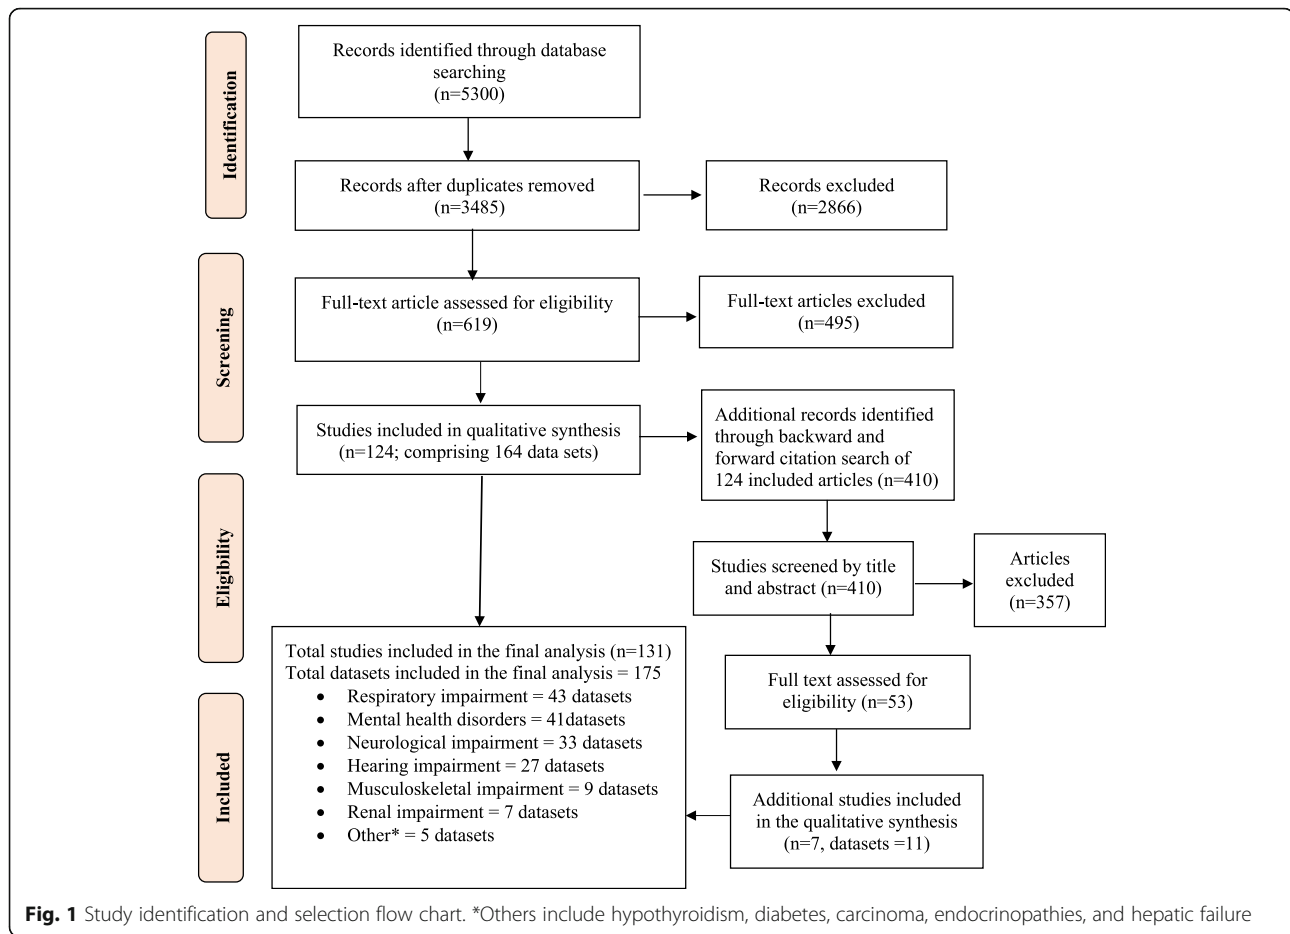 Identification
Records identified through database
searching
(n=5300)
Records after duplicates removed
(n=3485)
Records excluded
(n=2866)
Screening
Full-text article assessed for eligibility
(n=619)
Full-text articles excluded
(n=495)
Studies included in qualitative synthesis
(n=124; comprising 164 data sets)
Additional records identified
through backward and
forward citation search of
124 included articles (n=410)
Eligibility
Studies screened by title
and abstract (n=410)
Articles
excluded
(n=357)
Full text assessed for
eligibility (n=53)
Additional studies included
in the qualitative synthesis
(n=7, datasets =11)
Included
Total studies included in the final analysis (n=131)
Total datasets included in the final analysis = 175
• Respiratory impairment = 43 datasets
• Mental health disorders = 41datasets
• Neurological impairment = 33 datasets
• Hearing impairment = 27 datasets
• Musculoskeletal impairment = 9 datasets
• Renal impairment = 7 datasets
• Other* = 5 datasets
Fig. 1 Study identification and selection flow chart. *Others include hypothyroidism, diabetes, carcinoma, endocrinopathies, and hepatic failure